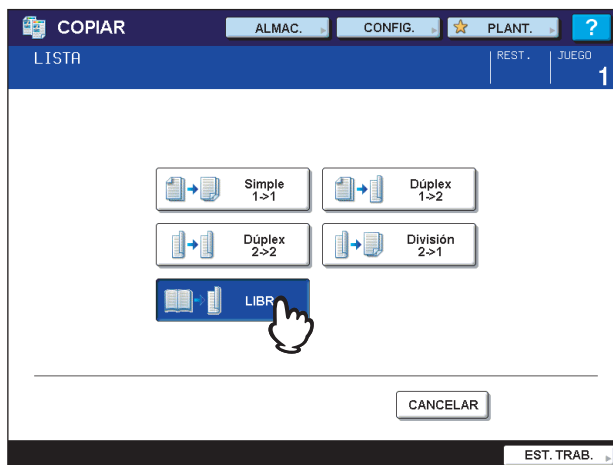 COPIAR
ALMAC.
CONFIG.
PLANT.
?
LISTA
REST.
JUEGO
1
Simple
1->1
Dúplex
1->2
Dúplex
2->2
División
2->1
LIBR
CANCELAR
EST. TRAB.